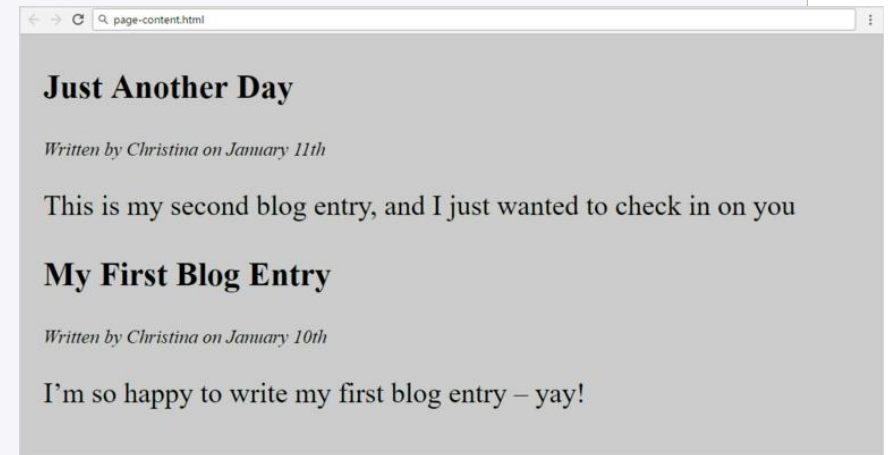 page-content.html
Just Another Day
Written by Christina on January 11th
This is my second blog entry, and I just wanted to check in on you
My First Blog Entry
Written by Christina on January 10th
I’m so happy to write my first blog entry – yay!